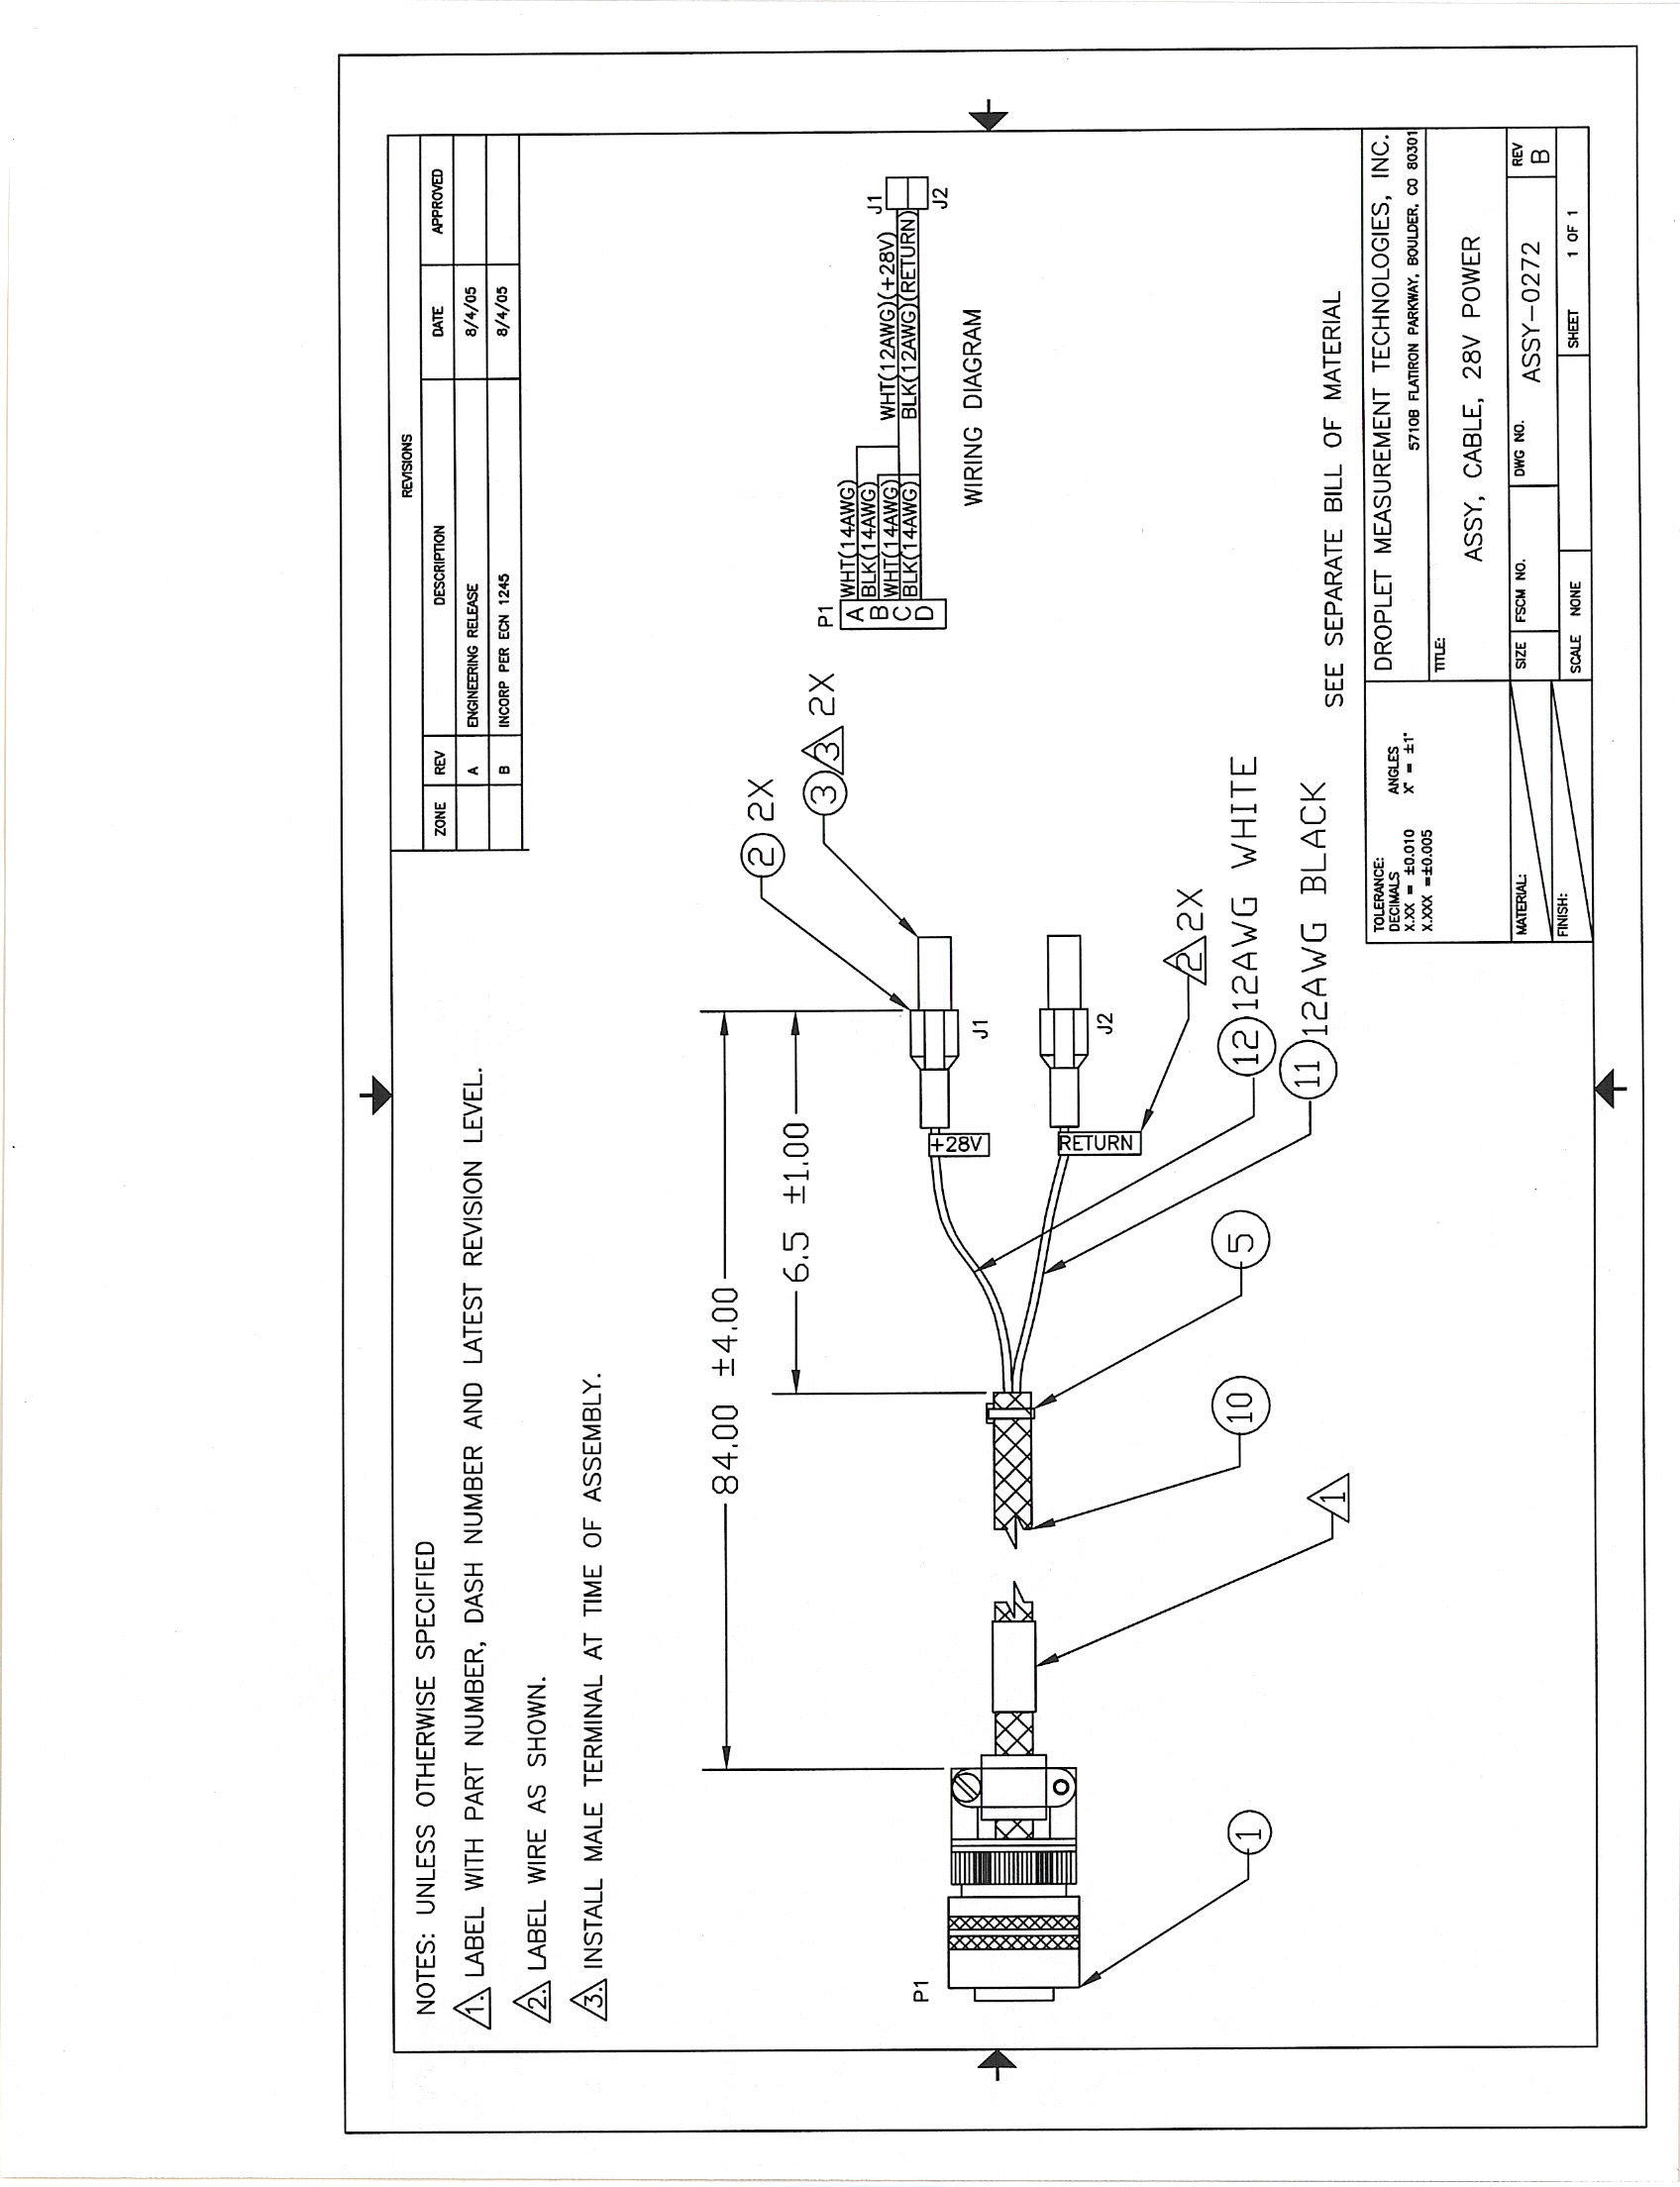 NOTES: UNLESS OTHERWISE SPECIFIED
1. LABEL WITH PART NUMBER, DASH NUMBER AND LATEST REVISION LEVEL.
2. LABEL WIRE AS SHOWN.
3. INSTALL MALE TERMINAL AT TIME OF ASSEMBLY.
REVISIONS
ZONE REV DESCRIPTION DATE APPROVED
A ENGINEERING RELEASE 8/4/05
B INCORP PER ECN 1245 8/4/05
84.00 ±4.00
6.5 ±1.00
2 2X
3 3 2X
P1
+28V
J1
RETURN
J2
2 2X
1
1
10
5
12 12AWG WHITE
11 12AWG BLACK
P1
A WHT(14AWG)
B BLK(14AWG)
C WHT(14AWG)
D BLK(14AWG)
WHT(12AWG)(+28V)
BLK(12AWG)(RETURN)
J1
J2
WIRING DIAGRAM
SEE SEPARATE BILL OF MATERIAL
TOLERANCE:
DECIMALS ANGLES
X.XX = ±0.010 X° = ±1°
X.XXX =±0.005
MATERIAL:
FINISH:
DROPLET MEASUREMENT TECHNOLOGIES, INC.
5710B FLATIRON PARKWAY, BOULDER, CO 80301
TITLE:
ASSY, CABLE, 28V POWER
SIZE FSCM NO. DWG NO. ASSY-0272 REV B
SCALE NONE SHEET 1 OF 1